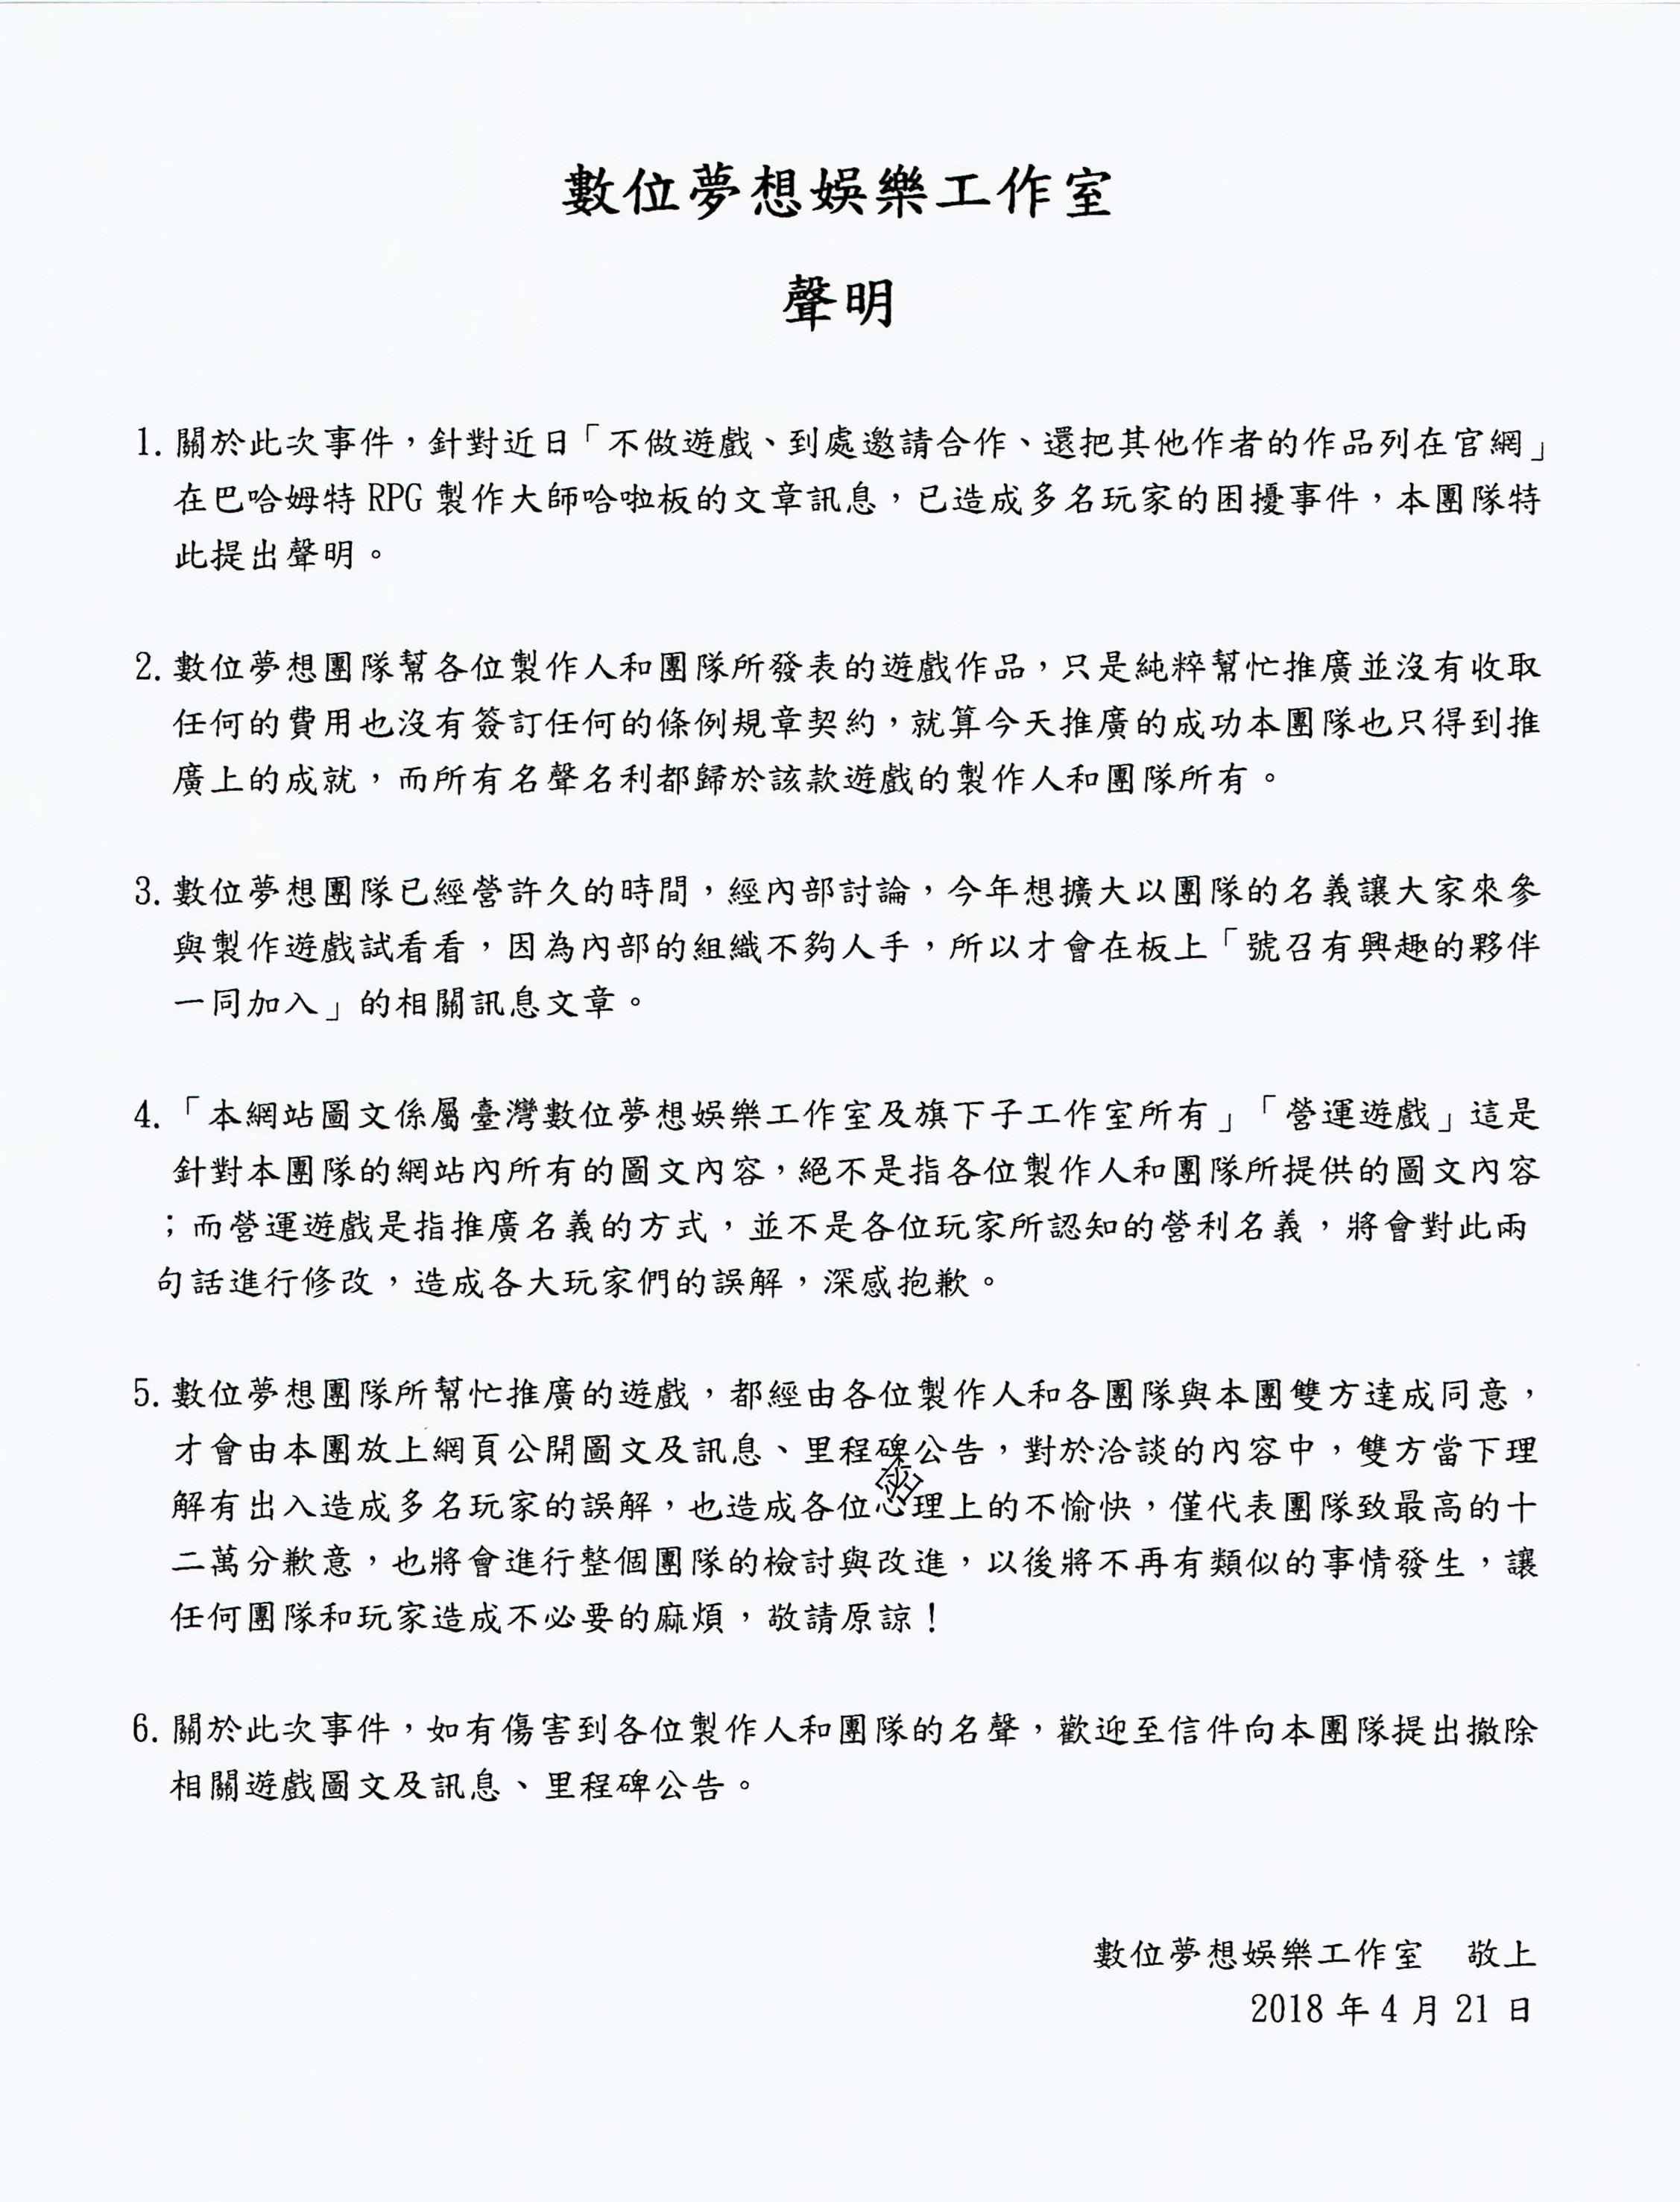 數位夢想娛樂工作室
聲明
1. 關於此次事件，針對近日「不做遊戲、到處邀請合作、還把其他作者的作品列在官網」
在巴哈姆特 RPG 製作大師哈啦板的文章訊息，已造成多名玩家的困擾事件，本團隊特
此提出聲明。
2. 數位夢想團隊幫各位製作人和團隊所發表的遊戲作品，只是純粹幫忙推廣並沒有收取
任何的費用也沒有簽訂任何的條例規章契約，就算今天推廣的成功本團隊也只得到推
廣上的成就，而所有名聲名利都歸於該款遊戲的製作人和團隊所有。
3. 數位夢想團隊已經營許久的時間，經內部討論，今年想擴大以團隊的名義讓大家來參
與製作遊戲試看看，因為內部的組織不夠人手，所以才會在板上「號召有興趣的夥伴
一同加入」的相關訊息文章。
4. 「本網站圖文係屬臺灣數位夢想娛樂工作室及旗下子工作室所有」「營運遊戲」這是
針對本團隊的網站內所有的圖文內容，絕不是指各位製作人和團隊所提供的圖文內容
；而營運遊戲是指推廣名義的方式，並不是各位玩家所認知的營利名義，將會對此兩
句話進行修改，造成各大玩家們的誤解，深感抱歉。
5. 數位夢想團隊所幫忙推廣的遊戲，都經由各位製作人和各團隊與本團雙方達成同意，
才會由本團放上網頁公開圖文及訊息、里程碑公告，對於洽談的內容中，雙方當下理
解有出入造成多名玩家的誤解，也造成各位心理上的不愉快，僅代表團隊致最高的十
二萬分歉意，也將會進行整個團隊的檢討與改進，以後將不再有類似的事情發生，讓
任何團隊和玩家造成不必要的麻煩，敬請原諒！
6. 關於此次事件，如有傷害到各位製作人和團隊的名聲，歡迎至信件向本團隊提出撤除
相關遊戲圖文及訊息、里程碑公告。
數位夢想娛樂工作室　敬上
2018 年 4 月 21 日